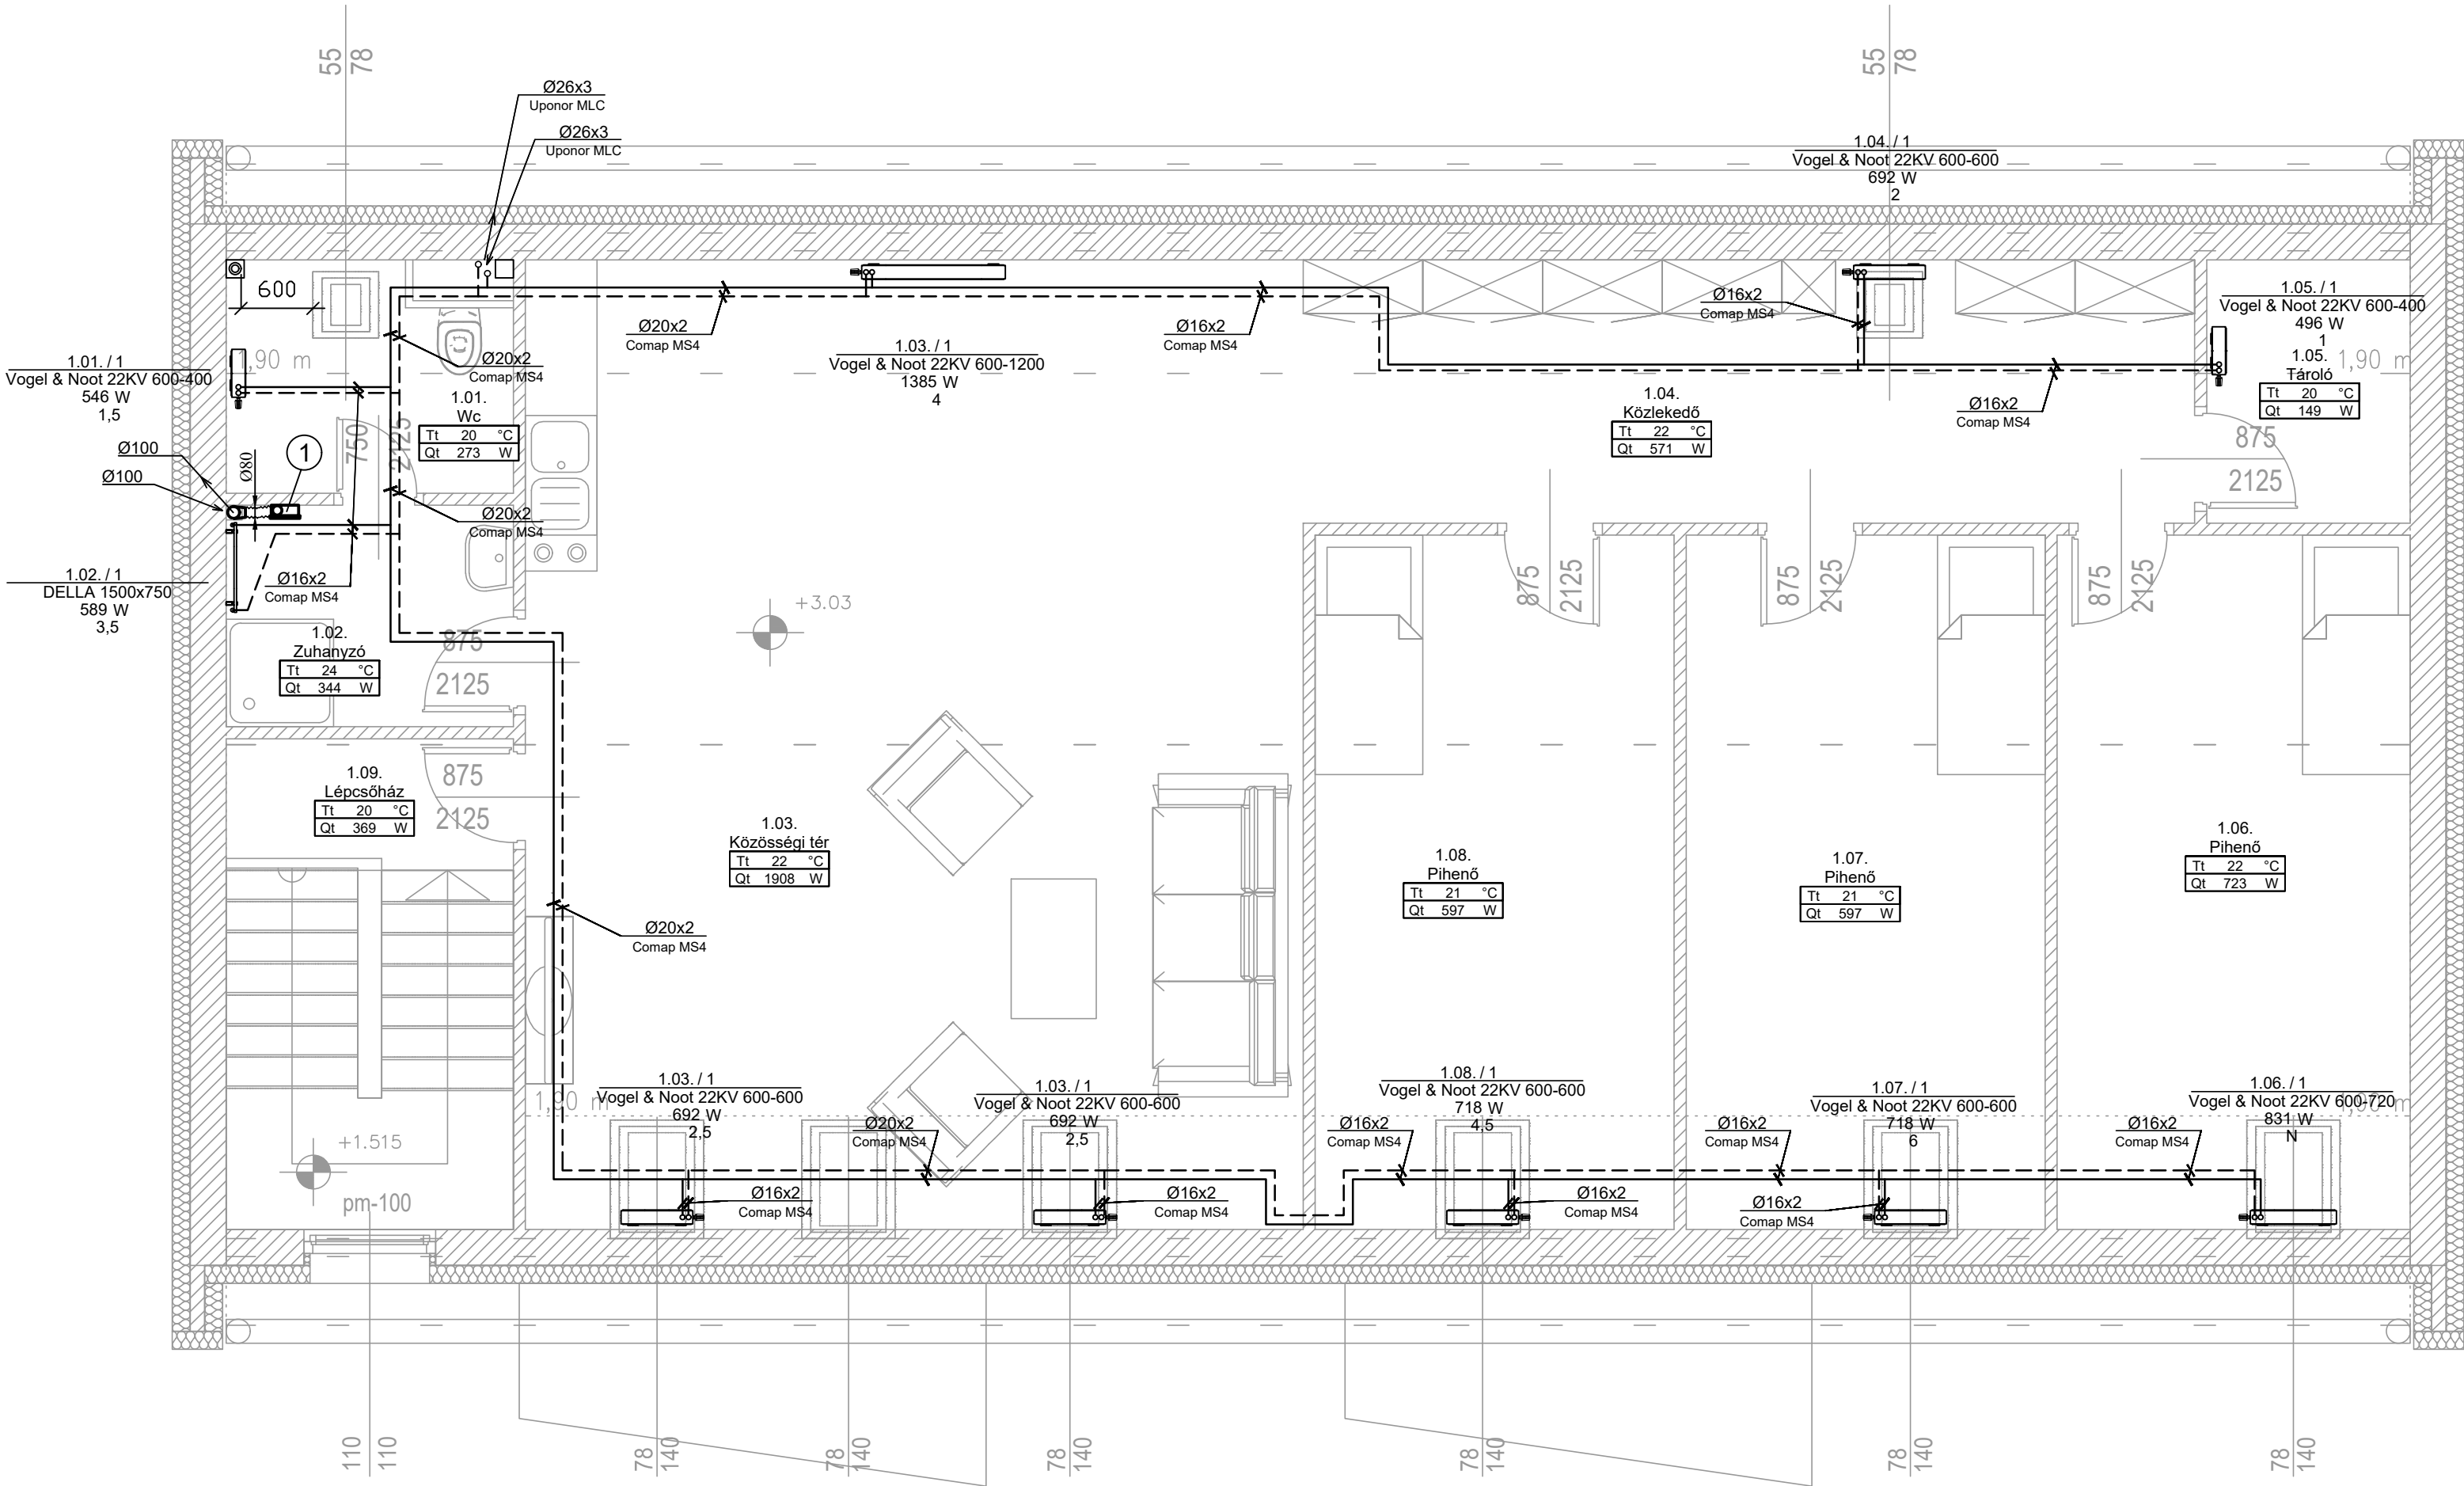 55
78
55
78
Ø26x3
Uponor MLC
Ø26x3
Uponor MLC
1.04. / 1
Vogel & Noot 22KV 600-600
692 W
2
600
Ø20x2
Comap MS4
Ø16x2
Comap MS4
Ø16x2
Comap MS4
1.05. / 1
Vogel & Noot 22KV 600-400
496 W
1
1.05.
Tároló
Tt 20 °C
Qt 149 W
1,90 m
1.01. / 1
Vogel & Noot 22KV 600-400
546 W
1,5
1,90 m
Ø20x2
Comap MS4
1.03. / 1
Vogel & Noot 22KV 600-1200
1385 W
4
1.01.
Wc
Tt 20 °C
Qt 273 W
1.04.
Közlekedő
Tt 22 °C
Qt 571 W
Ø16x2
Comap MS4
875
2125
750
2125
Ø100
Ø100
Ø80
1
Ø20x2
Comap MS4
1.02. / 1
DELLA 1500x750
589 W
3,5
Ø16x2
Comap MS4
+3.03
875
2125
875
2125
875
2125
1.02.
Zuhanyzó
Tt 24 °C
Qt 344 W
875
2125
1.09.
Lépcsőház
Tt 20 °C
Qt 369 W
875
2125
1.03.
Közösségi tér
Tt 22 °C
Qt 1908 W
1.08.
Pihenő
Tt 21 °C
Qt 597 W
1.07.
Pihenő
Tt 21 °C
Qt 597 W
1.06.
Pihenő
Tt 22 °C
Qt 723 W
Ø20x2
Comap MS4
1.03. / 1
Vogel & Noot 22KV 600-600
692 W
2,5
1,90 m
1.03. / 1
Vogel & Noot 22KV 600-600
692 W
2,5
1.08. / 1
Vogel & Noot 22KV 600-600
718 W
4,5
1.07. / 1
Vogel & Noot 22KV 600-600
718 W
6
1.06. / 1
Vogel & Noot 22KV 600-720
831 W
N
1,90 m
Ø20x2
Comap MS4
Ø16x2
Comap MS4
Ø16x2
Comap MS4
Ø16x2
Comap MS4
+1.515
pm-100
Ø16x2
Comap MS4
Ø16x2
Comap MS4
Ø16x2
Comap MS4
Ø16x2
Comap MS4
110
110
78
140
78
140
78
140
78
140
78
140
78
140